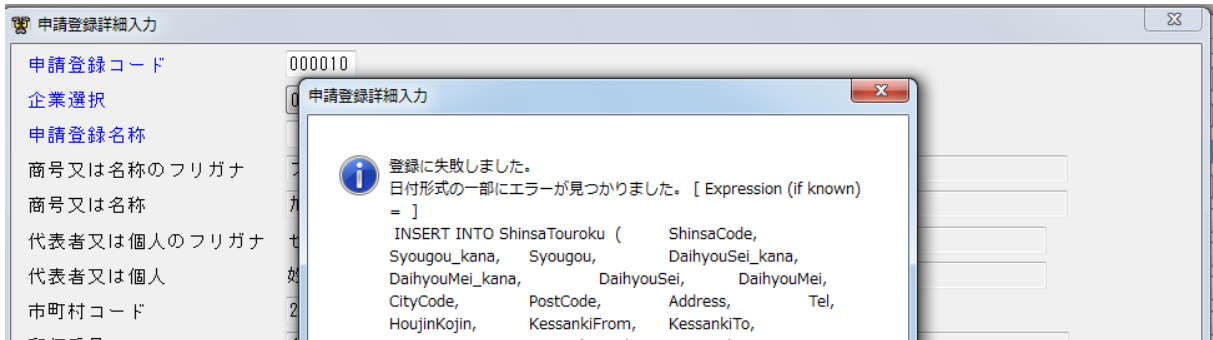 申請登録詳細入力
申請登録コード 000010
企業選択
申請登録詳細入力
申請登録名称
商号又は名称のフリガナ
登録に失敗しました。
日付形式の一部にエラーが見つかりました。 [ Expression (if known)
= ]
商号又は名称
INSERT INTO ShinsaTouroku ( ShinsaCode,
代表者又は個人のフリガナ
Syougou_kana, Syougou, DaihyouSei_kana,
代表者又は個人
DaihyouMei_kana, DaihyouSei, DaihyouMei,
市町村コード 2
CityCode, PostCode, Address, Tel,
HoujinKojin, KessankiFrom, KessankiTo,